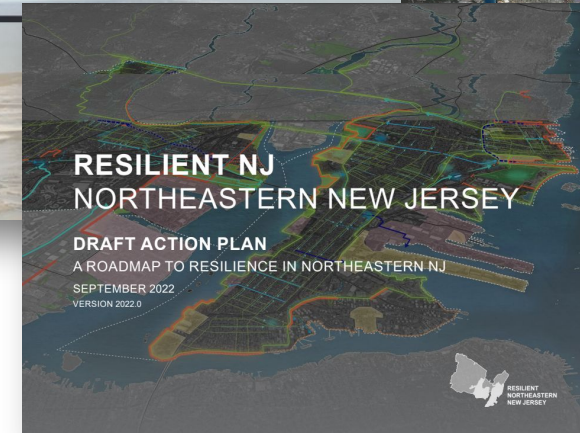 RESILIENT NJ
NORTHEASTERN NEW JERSEY
DRAFT ACTION PLAN
A ROADMAP TO RESILIENCE IN NORTHEASTERN NJ
SEPTEMBER 2022
VERSION 2022.0
RESILIENT
NORTHEASTERN
NEW JERSEY